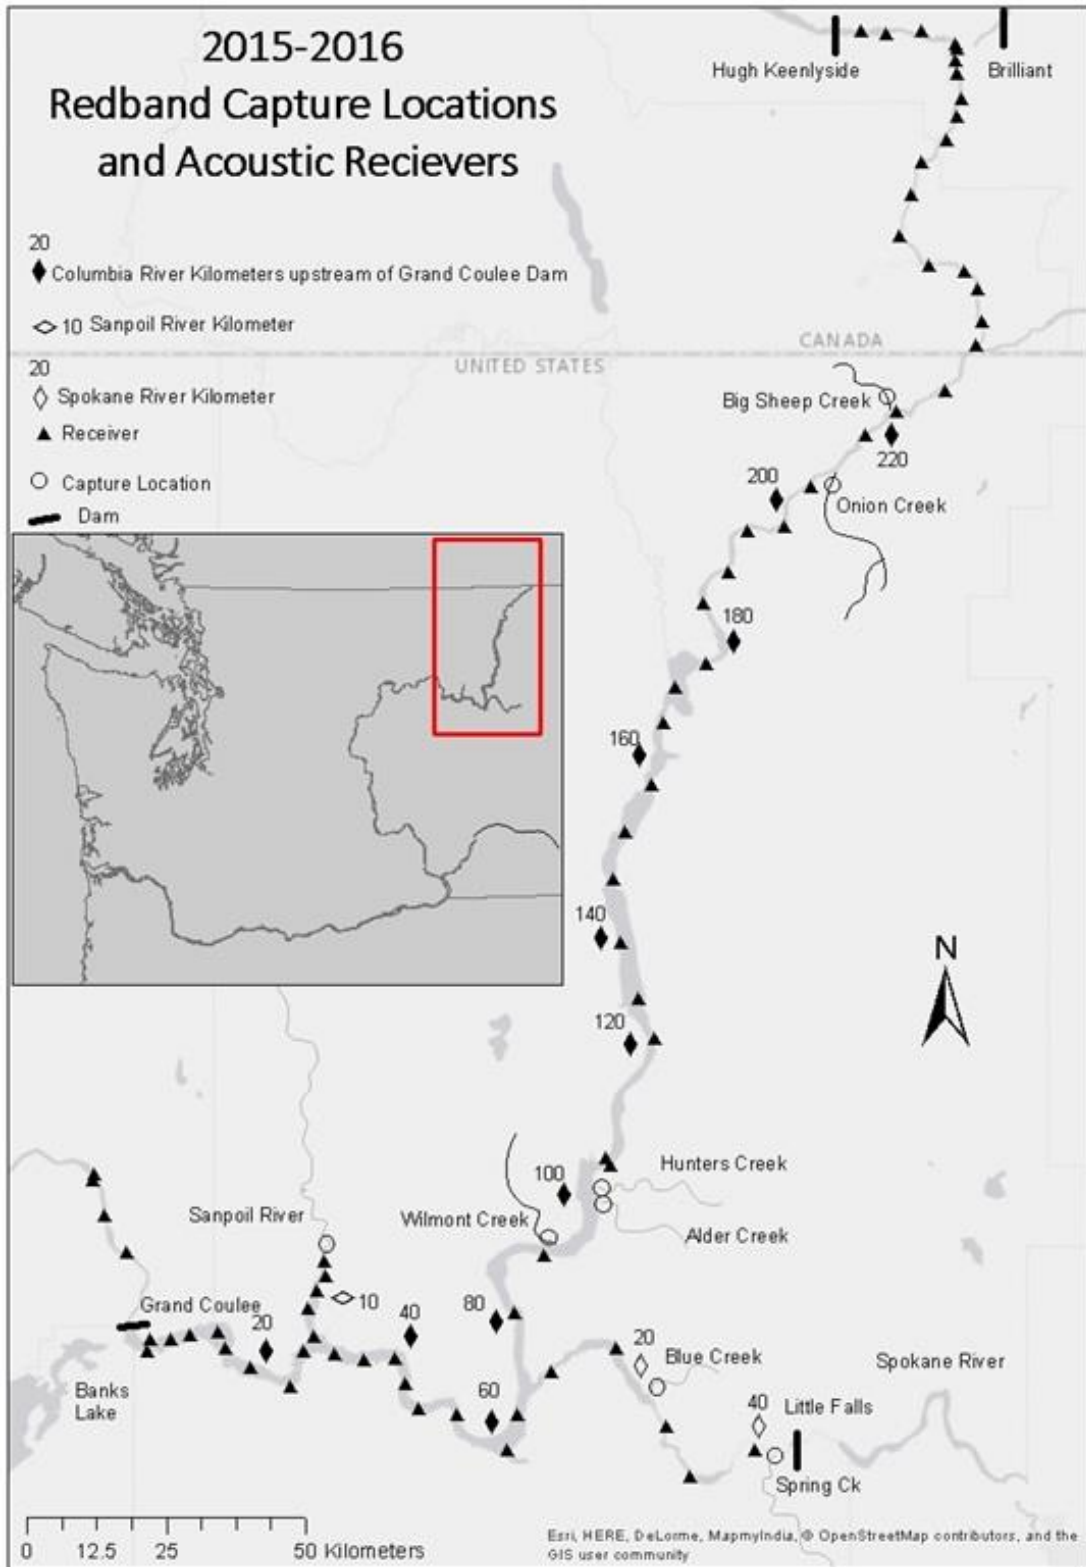 2015-2016
Redband Capture Locations
and Acoustic Recievers
20
Columbia River Kilometers upstream of Grand Coulee Dam
10 Sanpoil River Kilometer
20
Spokane River Kilometer
Receiver
Capture Location
Dam
Hugh Keenlyside
Brilliant
CANADA
UNITED STATES
Big Sheep Creek
220
200
Onion Creek
180
160
140
N
120
Hunters Creek
100
Sanpoil River
Wilmont Creek
Alder Creek
Grand Coulee
10
20
40
80
20
Blue Creek
Spokane River
Banks
Lake
60
40
Little Falls
Spring Ck
0 12.5 25 50 Kilometers
Esri, HERE, DeLorme, MapmyIndia, © OpenStreetMap contributors, and the
GIS user community